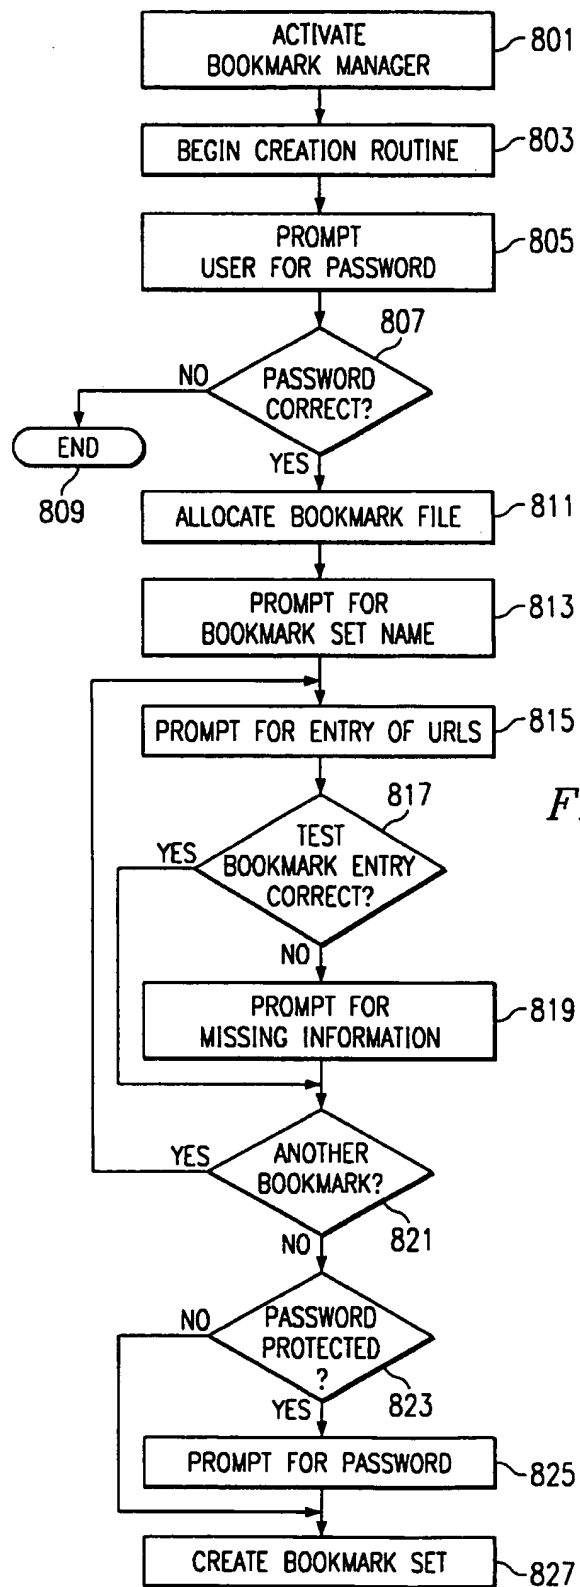 ACTIVATE
BOOKMARK MANAGER
801
BEGIN CREATION ROUTINE
803
PROMPT
USER FOR PASSWORD
805
807
PASSWORD
CORRECT?
NO
END
809
YES
ALLOCATE BOOKMARK FILE
811
PROMPT FOR
BOOKMARK SET NAME
813
PROMPT FOR ENTRY OF URLS
815
817
TEST
BOOKMARK ENTRY
CORRECT?
YES
NO
PROMPT FOR
MISSING INFORMATION
819
ANOTHER
BOOKMARK?
YES
821
NO
PASSWORD
PROTECTED
?
NO
823
YES
PROMPT FOR PASSWORD
825
CREATE BOOKMARK SET
827